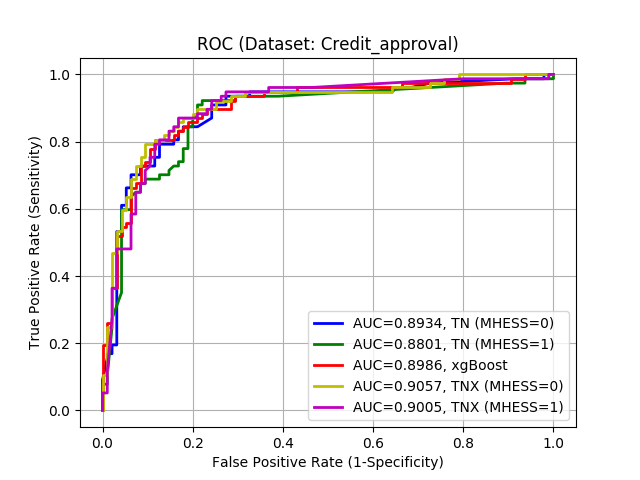 ROC (Dataset: Credit_approval)
True Positive Rate (Sensitivity)
1.0
0.8
0.6
0.4
0.2
0.0
AUC=0.8934, TN (MHESS=0)
AUC=0.8801, TN (MHESS=1)
AUC=0.8986, xgBoost
AUC=0.9057, TNX (MHESS=0)
AUC=0.9005, TNX (MHESS=1)
0.0 0.2 0.4 0.6 0.8 1.0
False Positive Rate (1-Specificity)